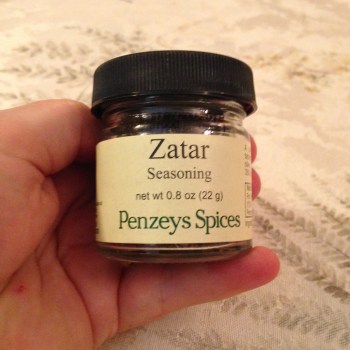 Zatar
Seasoning
net wt 0.8 oz (22 g)
Penzeys Spices